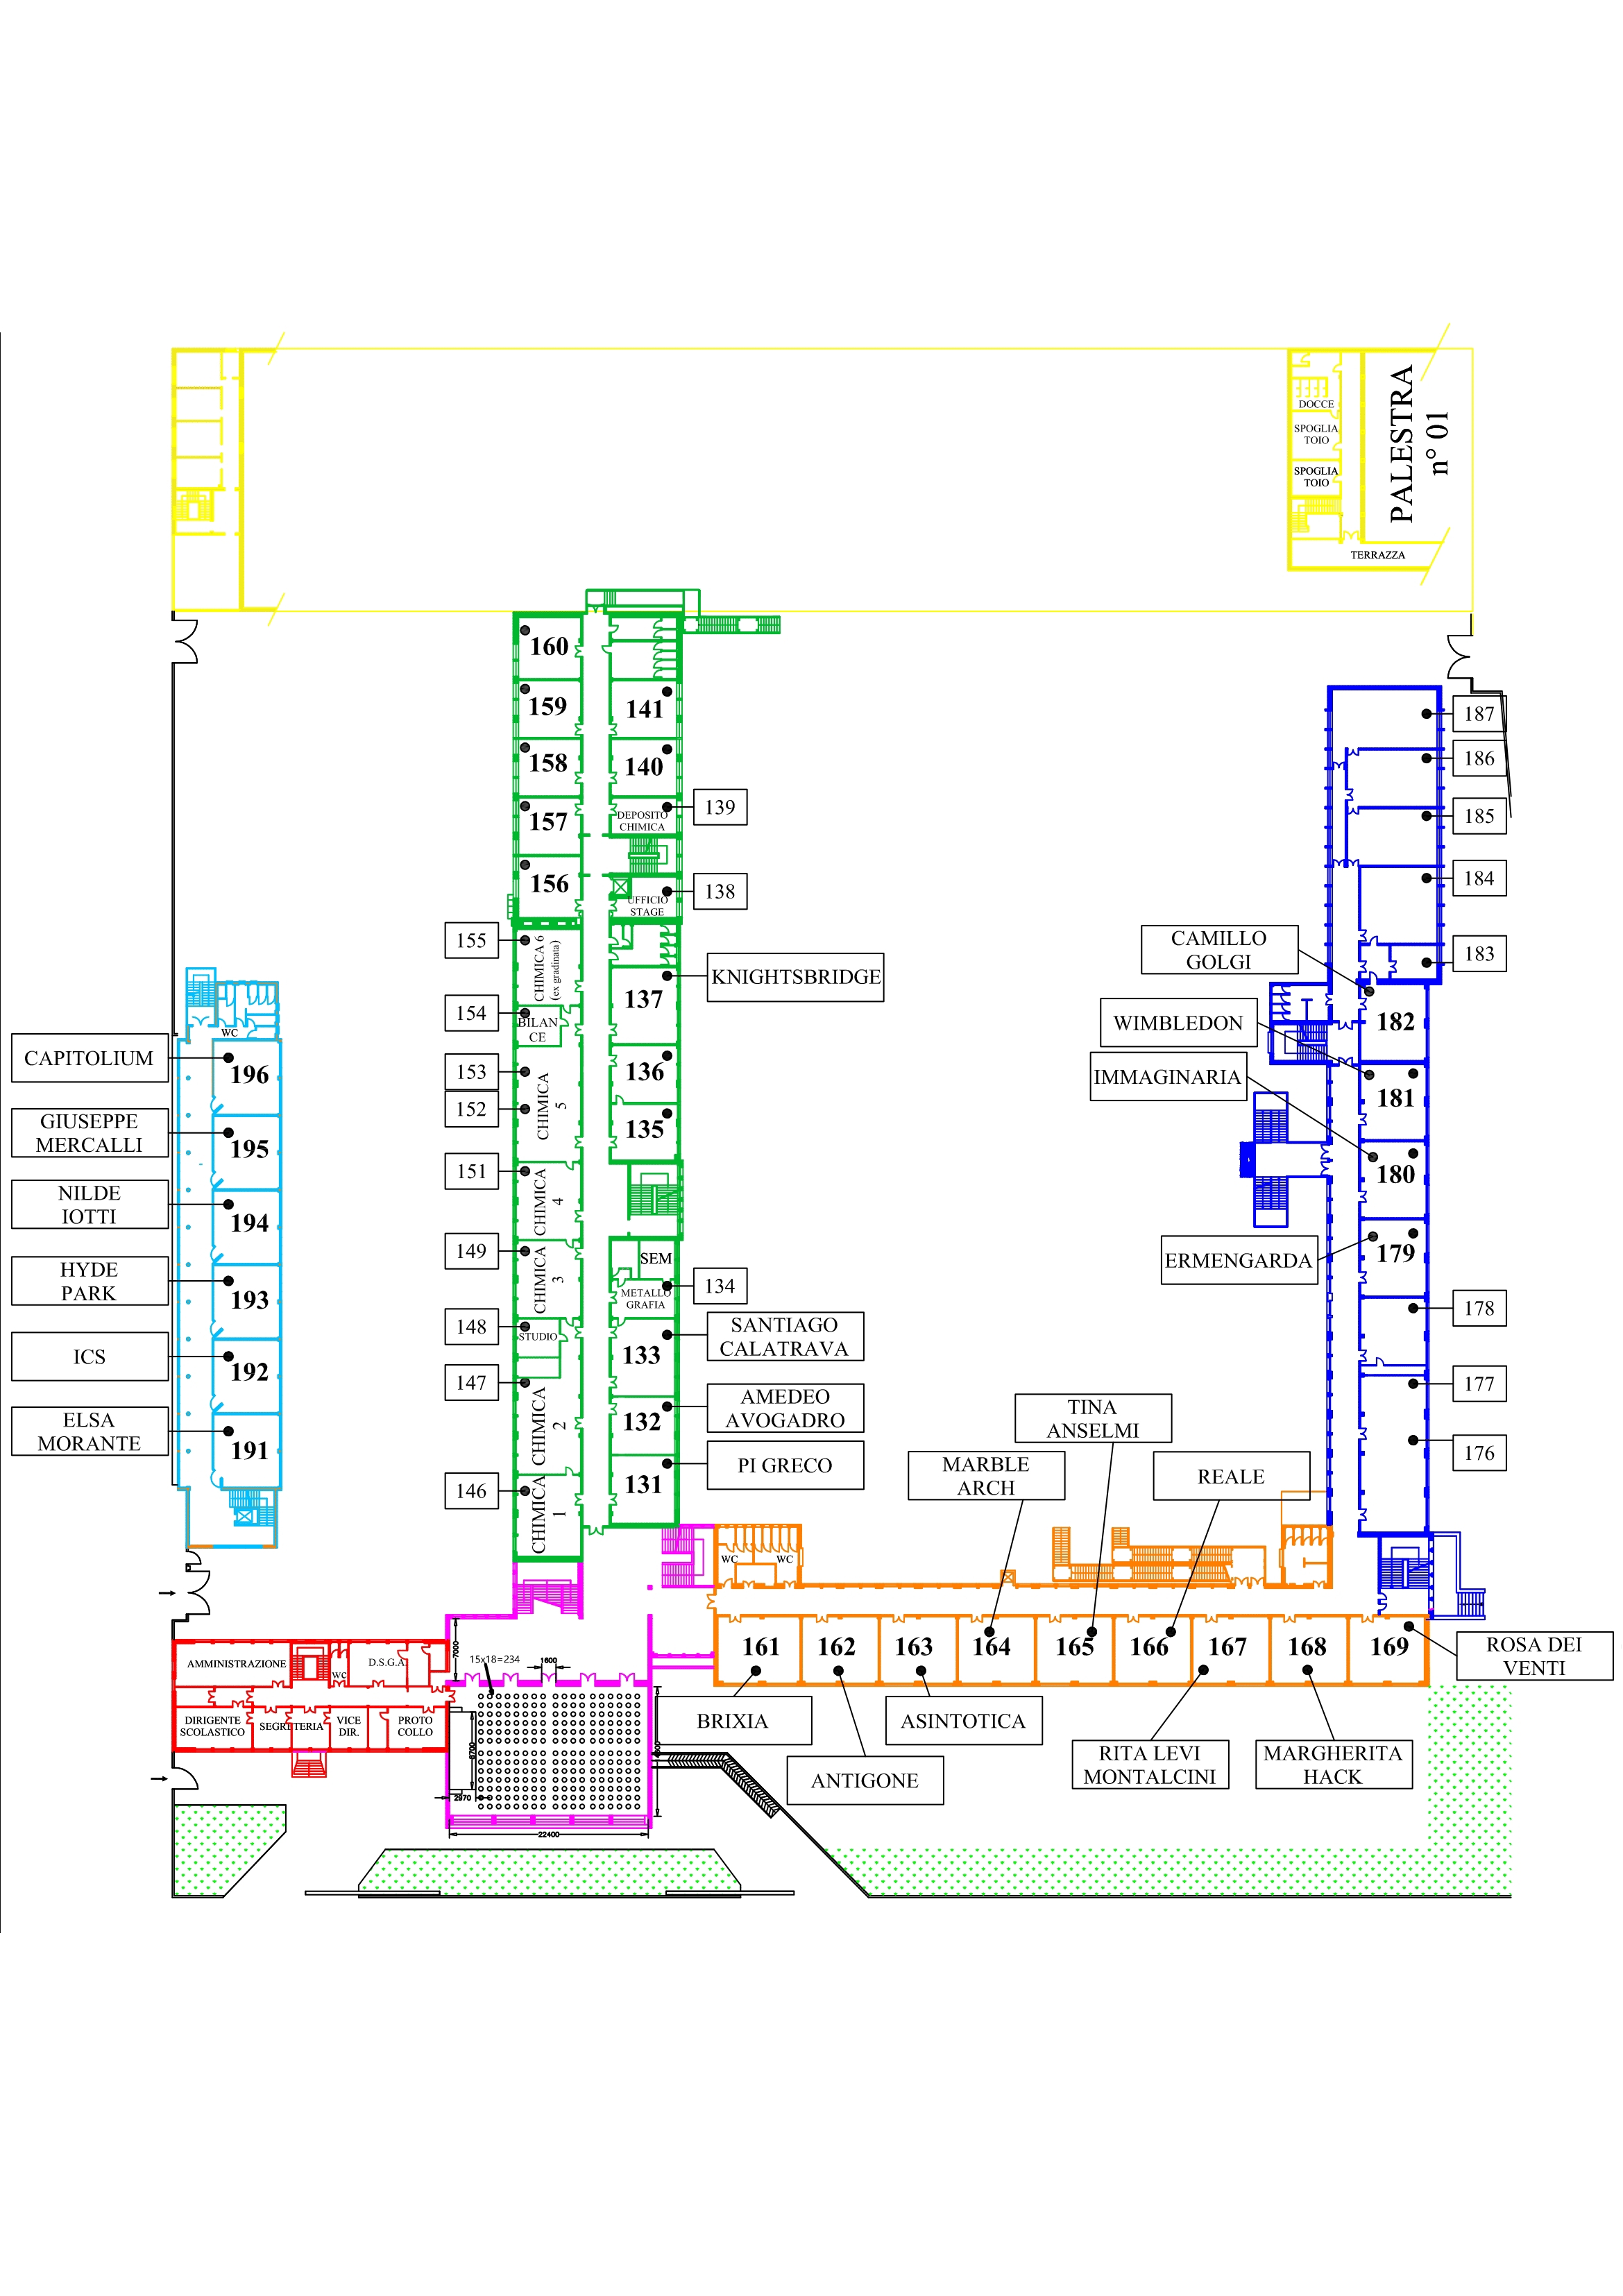 PALESTRA
n° 01
DOCCE
SPOGLIA
TOIO
SPOGLIA
TOIO
TERRAZZA
160
159
141
158
140
157
DEPOSITO
CHIMICA
139
156
UFFICIO
STAGE
138
155
CHIMICA 6
(ex gradinata)
137
KNIGHTSBRIDGE
154
BILAN
CE
153
152
CHIMICA
5
136
135
151
CHIMICA
4
149
CHIMICA
3
SEM
METALLO
GRAFIA
134
148
STUDIO
133
SANTIAGO
CALATRAVA
147
CHIMICA
2
132
AMEDEO
AVOGADRO
146
CHIMICA
1
131
PI GRECO
WC
CAPITOLIUM
196
GIUSEPPE
MERCALLI
195
NILDE
IOTTI
194
HYDE
PARK
193
ICS
192
ELSA
MORANTE
191
187
186
185
184
183
CAMILLO
GOLGI
182
WIMBLEDON
181
IMMAGINARIA
180
ERMENGARDA
179
178
177
176
TINA
ANSELMI
MARBLE
ARCH
REALE
WC
WC
161
162
163
164
165
166
167
168
169
ROSA DEI
VENTI
BRIXIA
ASINTOTICA
ANTIGONE
RITA LEVI
MONTALCINI
MARGHERITA
HACK
AMMINISTRAZIONE
WC
D.S.G.A.
DIRIGENTE
SCOLASTICO
SEGRETERIA
VICE
DIR.
PROTO
COLLO
7000
15x18=234
1600
8700
2970
22400